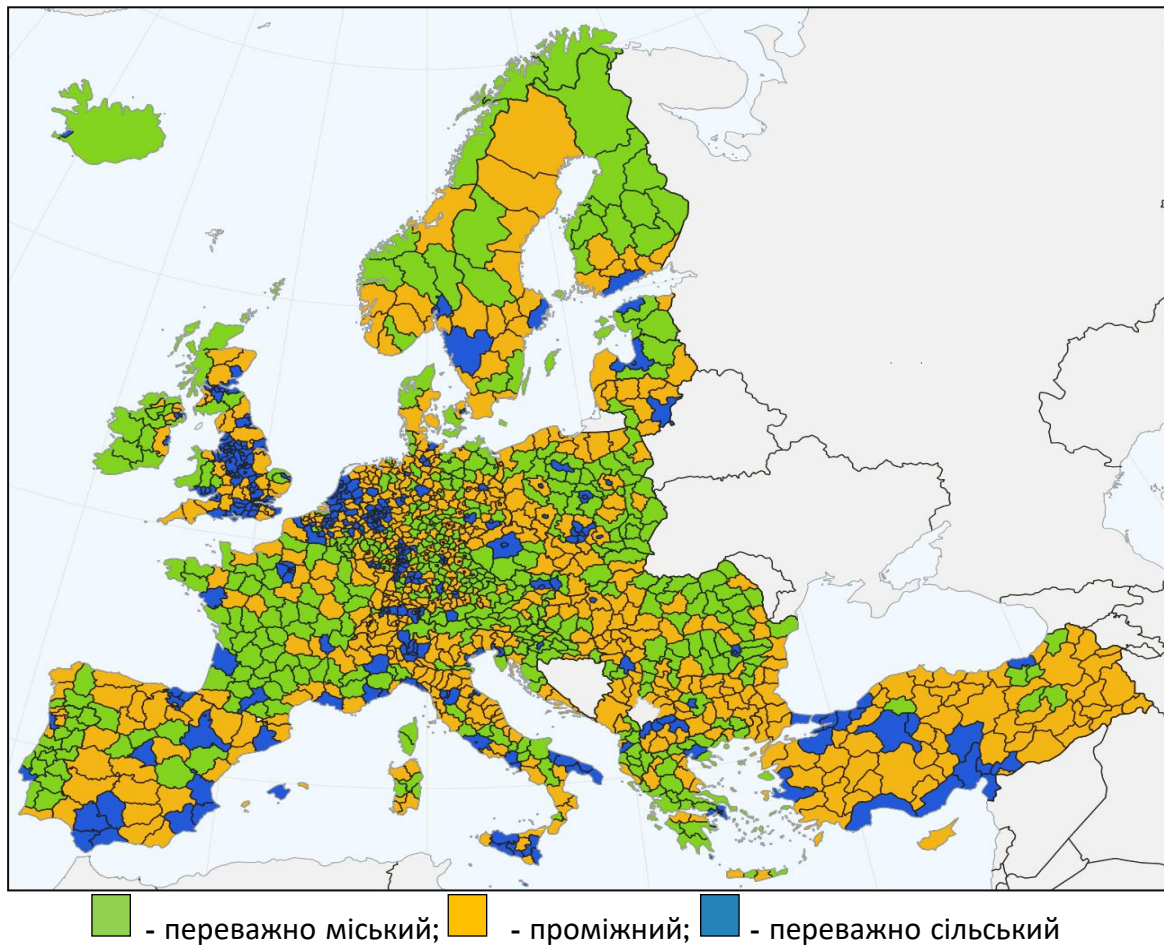 - переважно міський; - проміжний; - переважно сільський